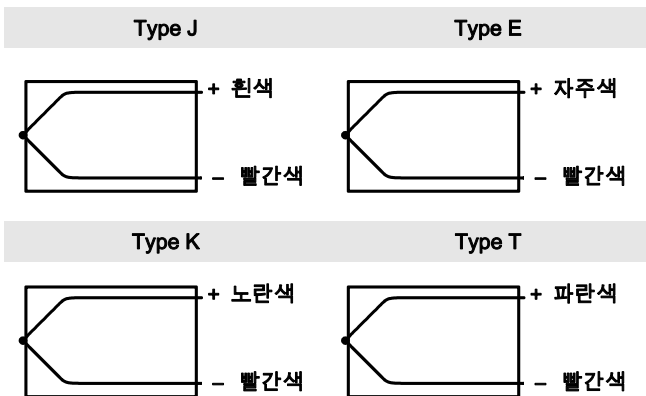 Type J Type E
+ 흰색 + 자주색
– 빨간색 – 빨간색
Type K Type T
+ 노란색 + 파란색
– 빨간색 – 빨간색